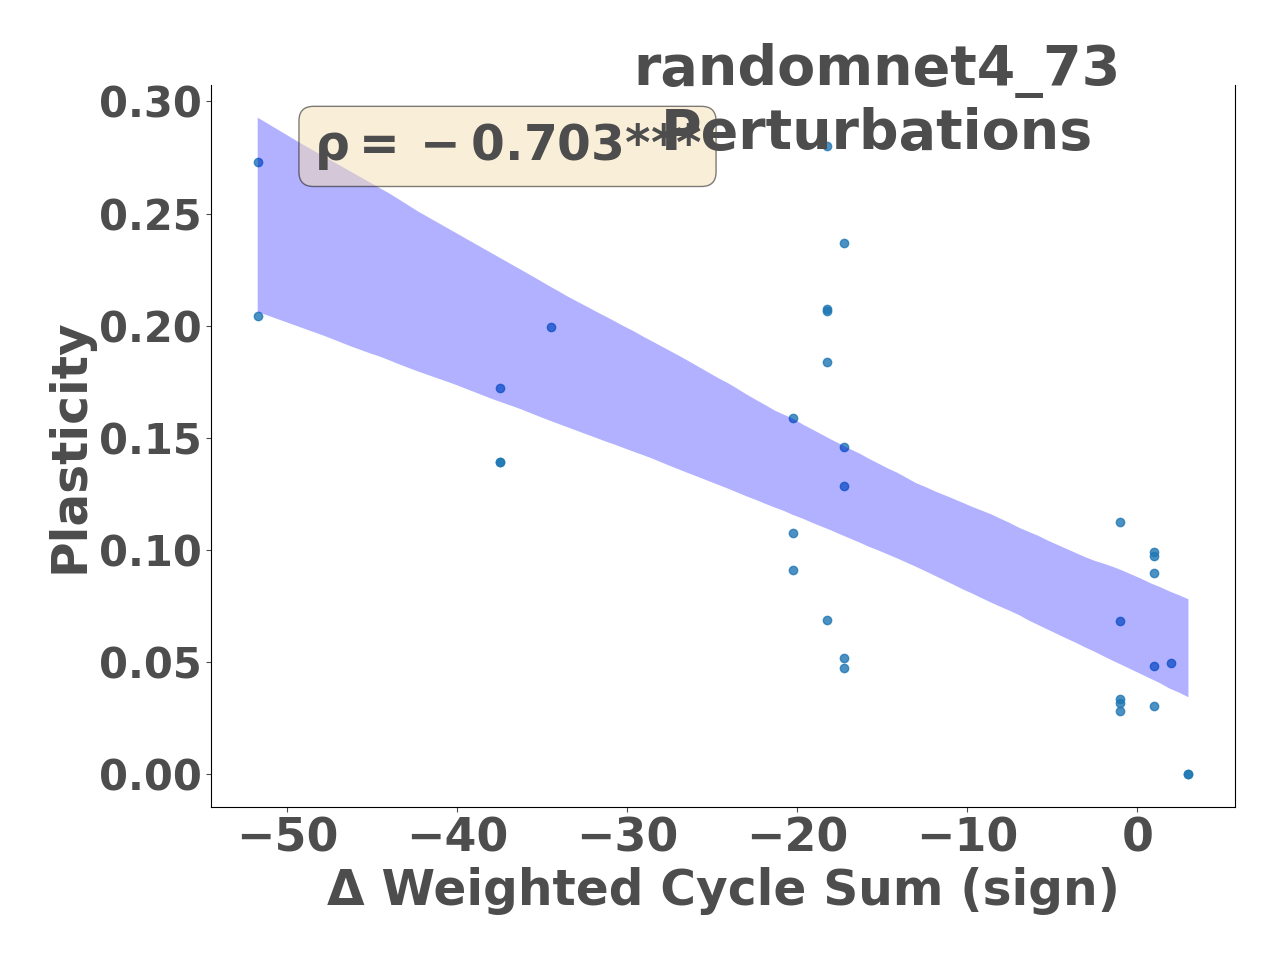 randomnet4_73
Perturbations
ρ = −0.703***
0.30
0.25
0.20
0.15
0.10
0.05
0.00
Plasticity
−50 −40 −30 −20 −10 0
Δ Weighted Cycle Sum (sign)